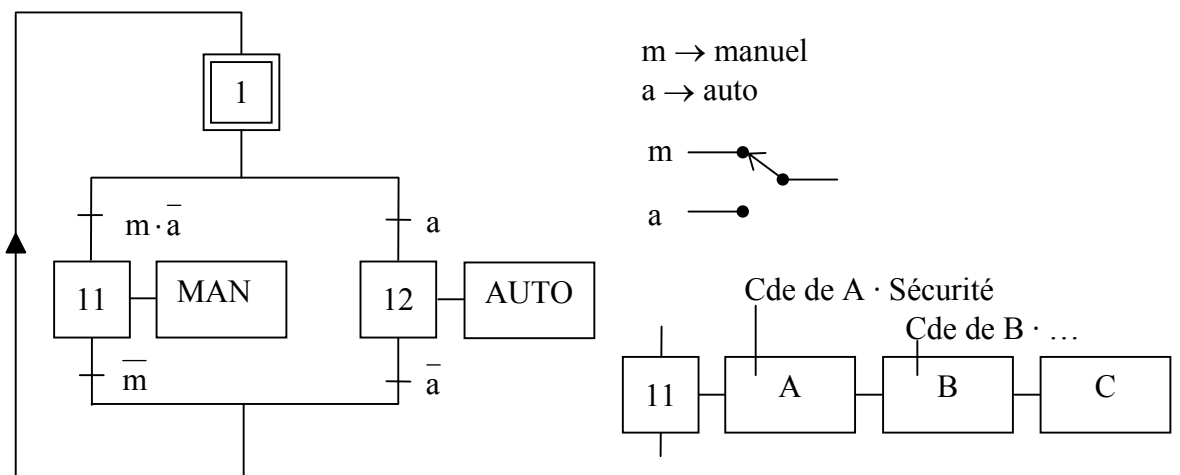 1
m · a̅
a
11
MAN
12
AUTO
m̅
a̅
m → manuel
a → auto
m
a
Cde de A · Sécurité
Cde de B · …
11
A
B
C